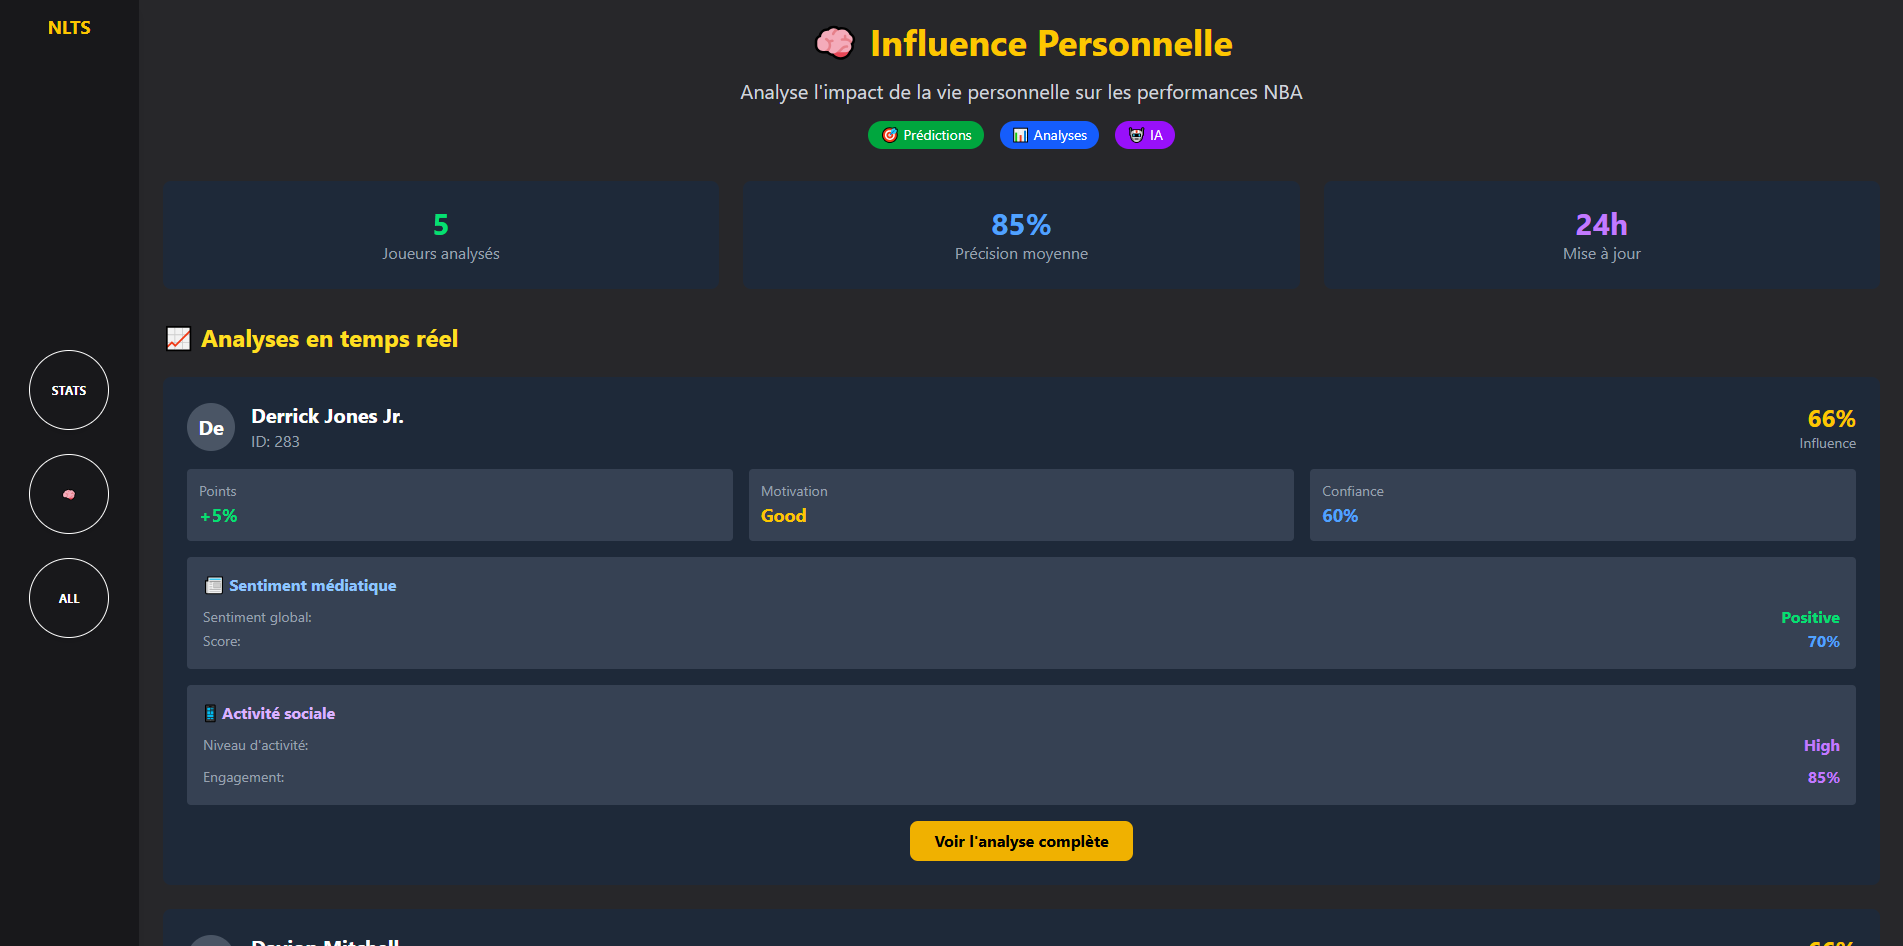 NLTS
Influence Personnelle
Analyse l'impact de la vie personnelle sur les performances NBA
Prédictions
Analyses
IA
5
Joueurs analysés
85%
Précision moyenne
24h
Mise à jour
Analyses en temps réel
STATS
ALL
De
Derrick Jones Jr.
ID: 283
66%
Influence
Points
+5%
Motivation
Good
Confiance
60%
Sentiment médiatique
Sentiment global: Positive
Score: 70%
Activité sociale
Niveau d'activité: High
Engagement: 85%
Voir l'analyse complète
Davion Mitchell
66%